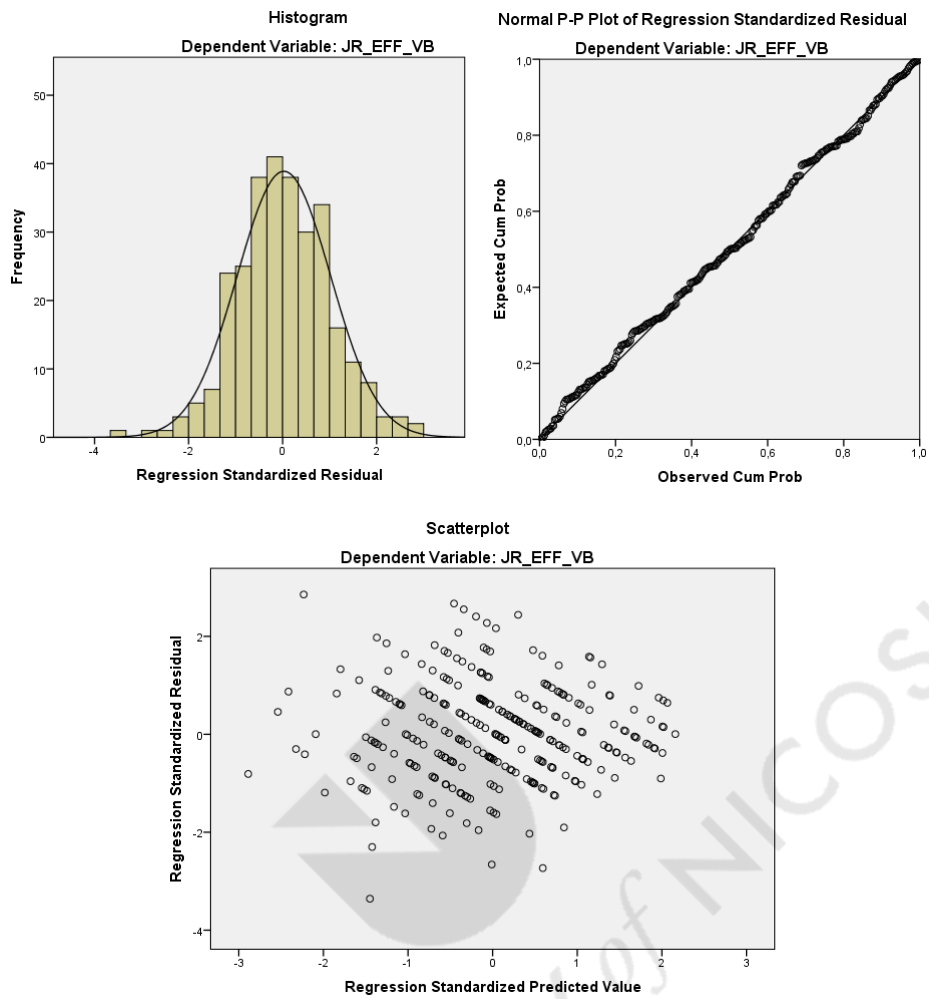 Histogram
Dependent Variable: JR_EFF_VB
50
40
30
20
10
0
Frequency
-4
-2
0
2
Regression Standardized Residual
Normal P-P Plot of Regression Standardized Residual
Dependent Variable: JR_EFF_VB
1,0
0,8
0,6
0,4
0,2
0,0
Expected Cum Prob
0,0
0,2
0,4
0,6
0,8
1,0
Observed Cum Prob
Scatterplot
Dependent Variable: JR_EFF_VB
2
0
-2
-4
Regression Standardized Residual
-3
-2
-1
0
1
2
3
Regression Standardized Predicted Value
of NICOS